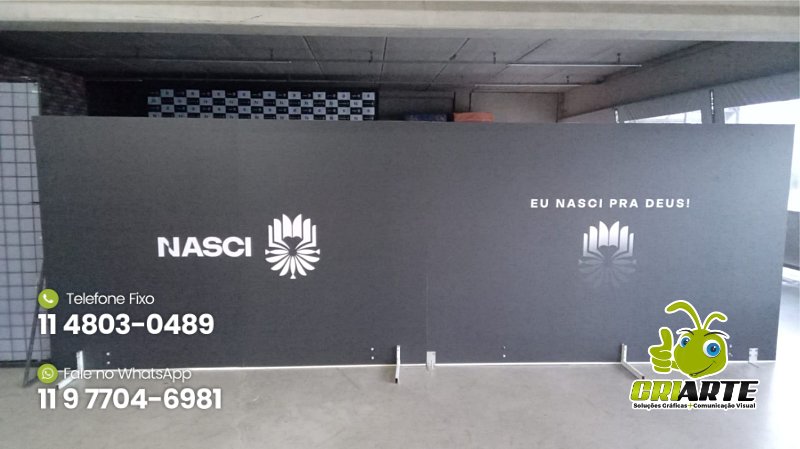 NASCI
EU NASCI PRA DEUS!
Telefone Fixo
11 4803-0489
Fale no WhatsApp
11 9 7704-6981
CRIARTE
Soluções Gráficas+Comunicação Visual